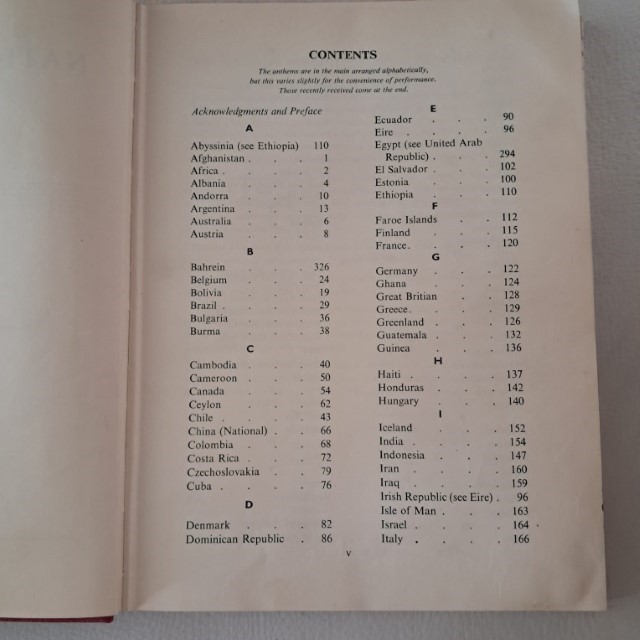 CONTENTS
The anthems are in the main arranged alphabetically,
but this varies slightly for the convenience of performance.
Those recently received come at the end.
Acknowledgments and Preface
A
Abyssinia (see Ethiopia) 110
Afghanistan . . . 1
Africa . . . . 2
Albania . . . 4
Andorra . . . 10
Argentina . . . 13
Australia . . . 6
Austria . . . 8
B
Bahrein . . . 326
Belgium . . . 24
Bolivia . . . 19
Brazil . . . . 29
Bulgaria . . . 36
Burma . . . 38
C
Cambodia . . . 40
Cameroon . . . 50
Canada . . . 54
Ceylon . . . 62
Chile . . . . 43
China (National) . . 66
Colombia . . . 68
Costa Rica . . . 72
Czechoslovakia . . 79
Cuba . . . . 76
D
Denmark . . . 82
Dominican Republic . 86
E
Ecuador . . . 90
Eire . . . . 96
Egypt (see United Arab
Republic) . . . 294
El Salvador . . . 102
Estonia . . . 100
Ethiopia . . . 110
F
Faroe Islands . . 112
Finland . . . 115
France . . . . 120
G
Germany . . . 122
Ghana . . . 124
Great Britian . . 128
Greece . . . . 129
Greenland . . . 126
Guatemala . . . 132
Guinea . . . 136
H
Haiti . . . . 137
Honduras . . . 142
Hungary . . . 140
I
Iceland . . . 152
India . . . . 154
Indonesia . . . 147
Iran . . . . 160
Iraq . . . . 159
Irish Republic (see Eire) . 96
Isle of Man . . . 163
Israel . . . 164
Italy . . . . 166
v